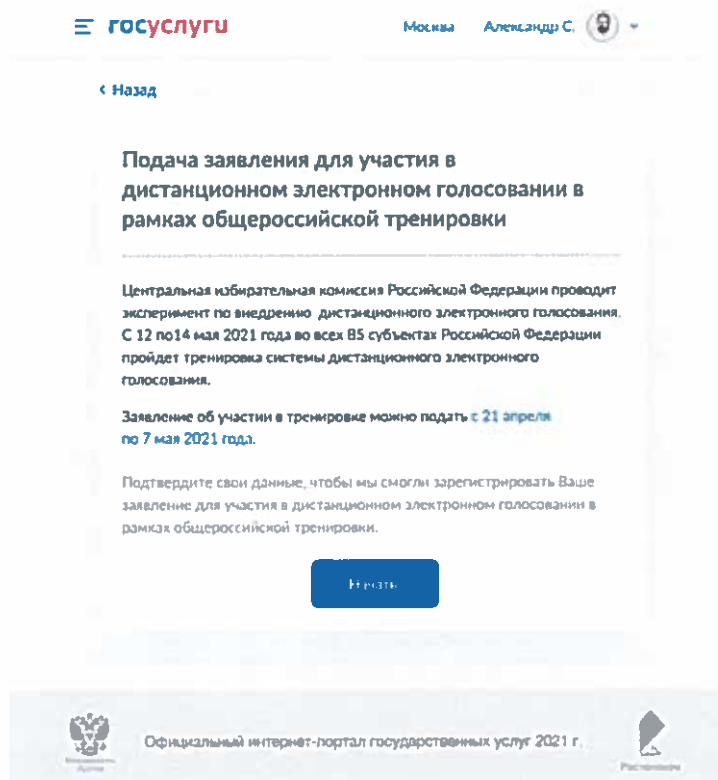 госуслуги
Москва
Александр С.
Назад
Подача заявления для участия в
дистанционном электронном голосовании в
рамках общероссийской тренировки
Центральная избирательная комиссия Российской Федерации проводит
эксперимент по внедрению дистанционного электронного голосования.
С 12 по14 мая 2021 года во всех 85 субъектах Российской Федерации
пройдет тренировка системы дистанционного электронного
голосования.
Заявление об участии в тренировке можно подать с 21 апреля
по 7 мая 2021 года.
Подтвердите свои данные, чтобы мы смогли зарегистрировать Ваше
заявление для участия в дистанционном электронном голосовании в
рамках общероссийской тренировки.
Начать
Официальный интернет-портал государственных услуг 2021 г.
Ростелеком